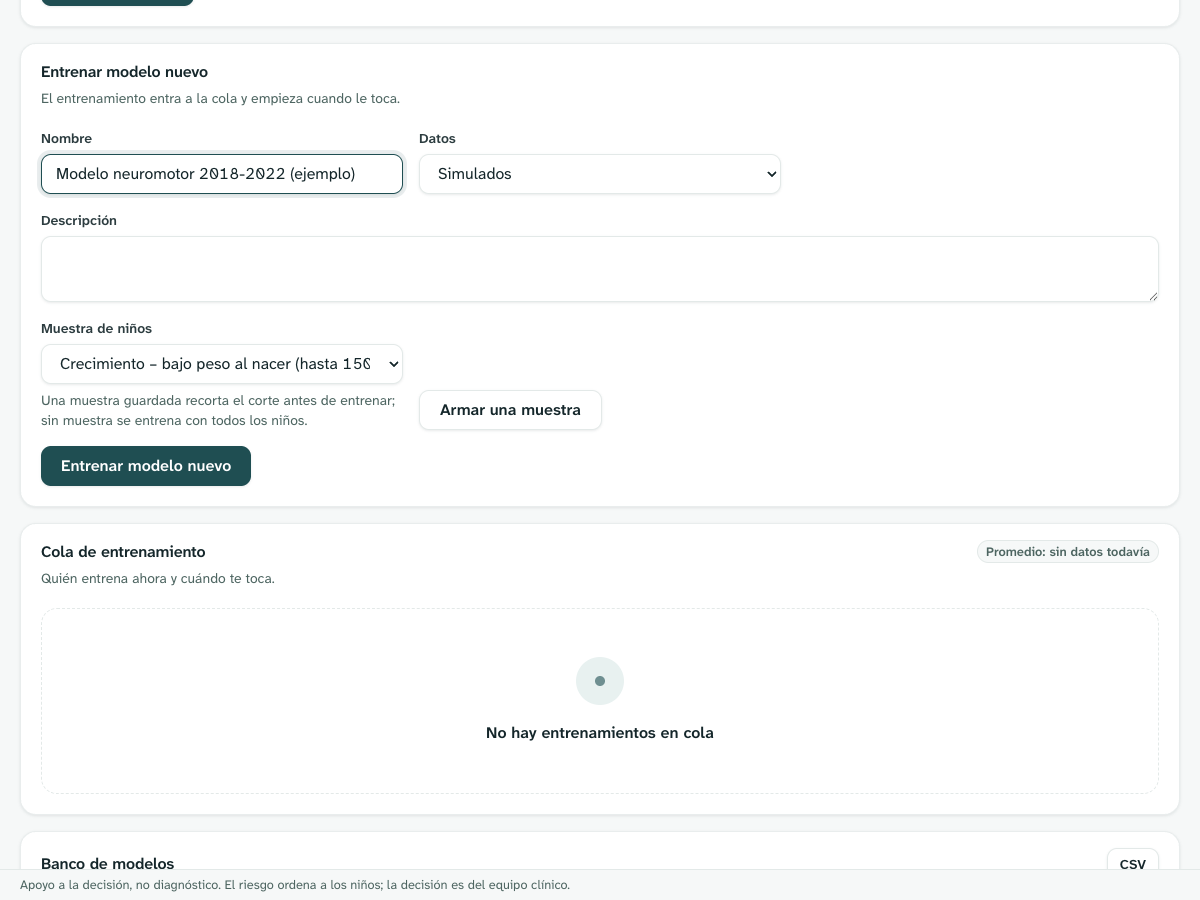 Entrenar modelo nuevo
El entrenamiento entra a la cola y empieza cuando le toca.
Nombre
Datos
Modelo neuromotor 2018-2022 (ejemplo)
Simulados
Descripción
Muestra de niños
Crecimiento – bajo peso al nacer (hasta 150
Una muestra guardada recorta el corte antes de entrenar;
sin muestra se entrena con todos los niños.
Armar una muestra
Entrenar modelo nuevo
Cola de entrenamiento
Promedio: sin datos todavía
Quién entrena ahora y cuándo te toca.
No hay entrenamientos en cola
Banco de modelos
CSV
Apoyo a la decisión, no diagnóstico. El riesgo ordena a los niños; la decisión es del equipo clínico.